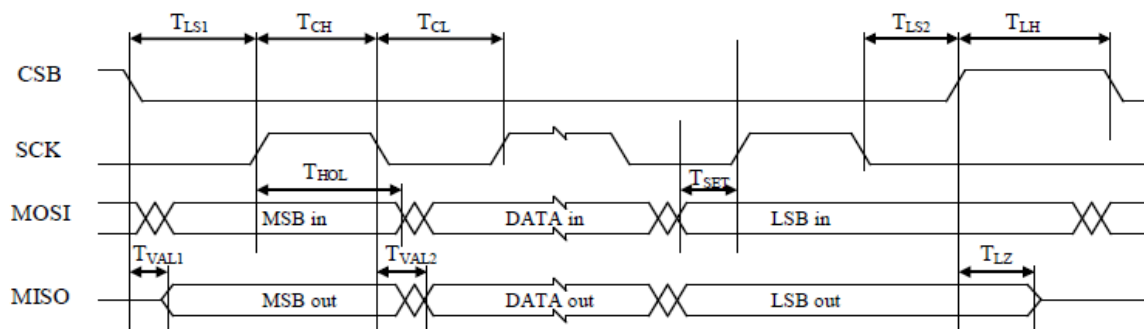 TLS1 TCH TCL TLS2 TLH
CSB
SCK
THOL TSET
MOSI MSB in DATA in LSB in
TVAL1 TVAL2 TLZ
MISO MSB out DATA out LSB out